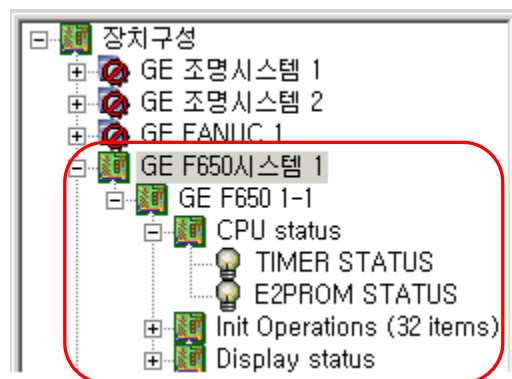 장치구성
GE 조명시스템 1
GE 조명시스템 2
GE FANUC 1
GE F650시스템 1
GE F650 1-1
CPU status
TIMER STATUS
E2PROM STATUS
Init Operations (32 items)
Display status